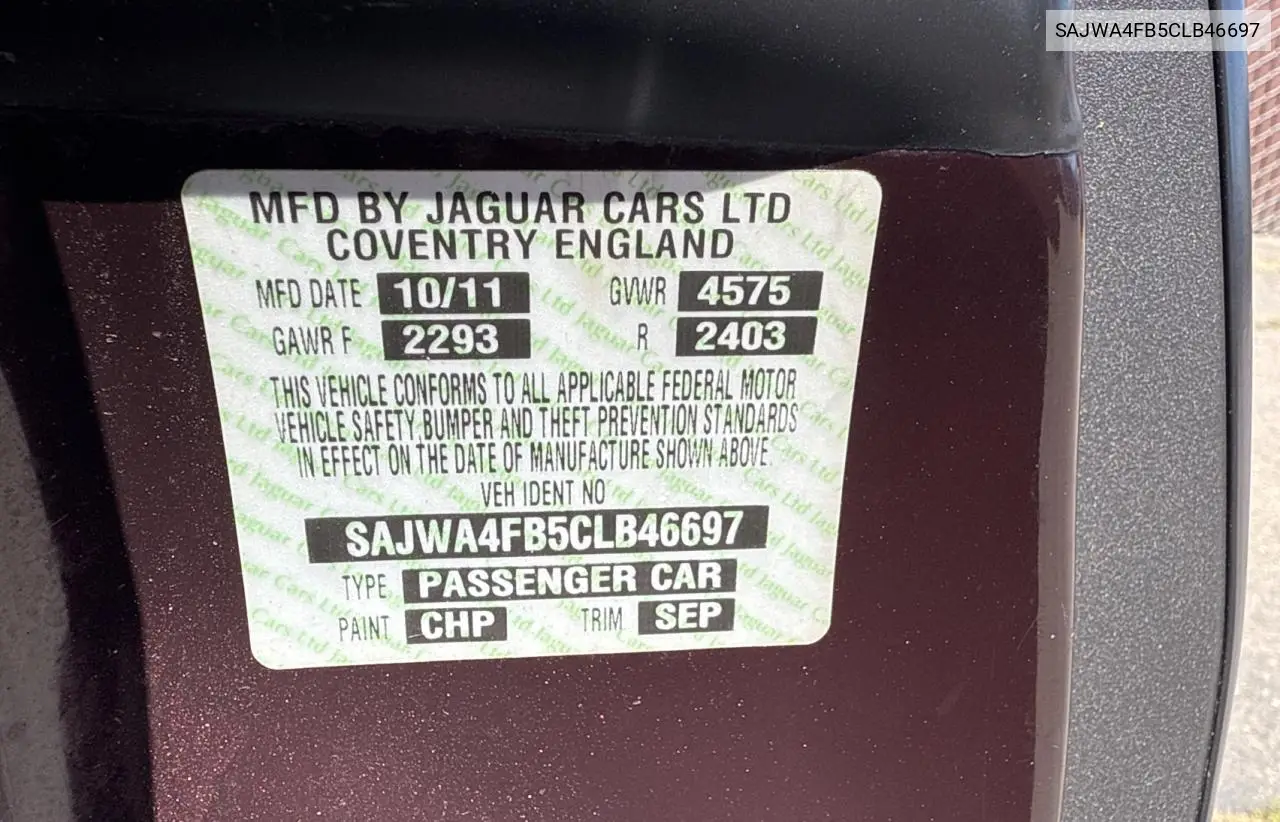 SAJWA4FB5CLB46697
MFD BY JAGUAR CARS LTD
COVENTRY ENGLAND
MFD DATE 10/11 GVWR 4575
GAWR F 2293 R 2403
THIS VEHICLE CONFORMS TO ALL APPLICABLE FEDERAL MOTOR
VEHICLE SAFETY, BUMPER AND THEFT PREVENTION STANDARDS
IN EFFECT ON THE DATE OF MANUFACTURE SHOWN ABOVE.
VEH IDENT NO
SAJWA4FB5CLB46697
TYPE PASSENGER CAR
PAINT CHP TRIM SEP